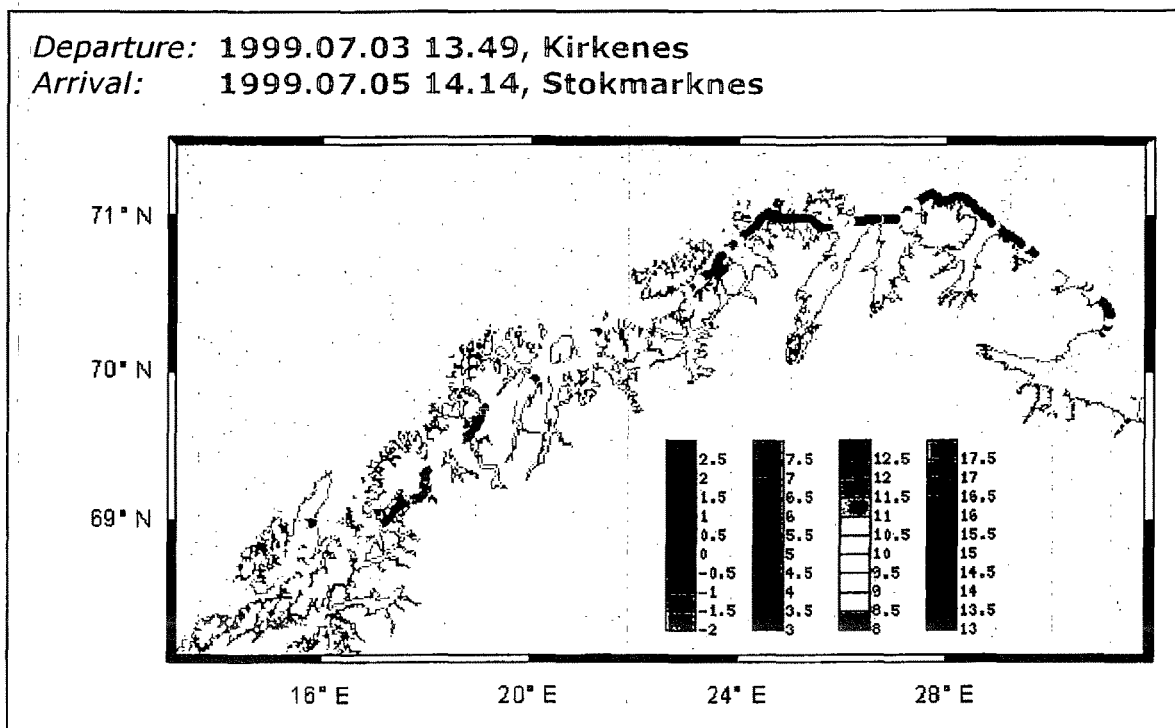 Departure: 1999.07.03 13.49, Kirkenes
Arrival: 1999.07.05 14.14, Stokmarknes
71° N
70° N
69° N
2.5 7.5 12.5 17.5
2 7 12 17
1.5 6.5 11.5 16.5
1 6 11 16
0.5 5.5 10.5 15.5
0 5 10 15
-0.5 4.5 9.5 14.5
-1 4 9 14
-1.5 3.5 8.5 13.5
-2 3 8 13
16° E 20° E 24° E 28° E